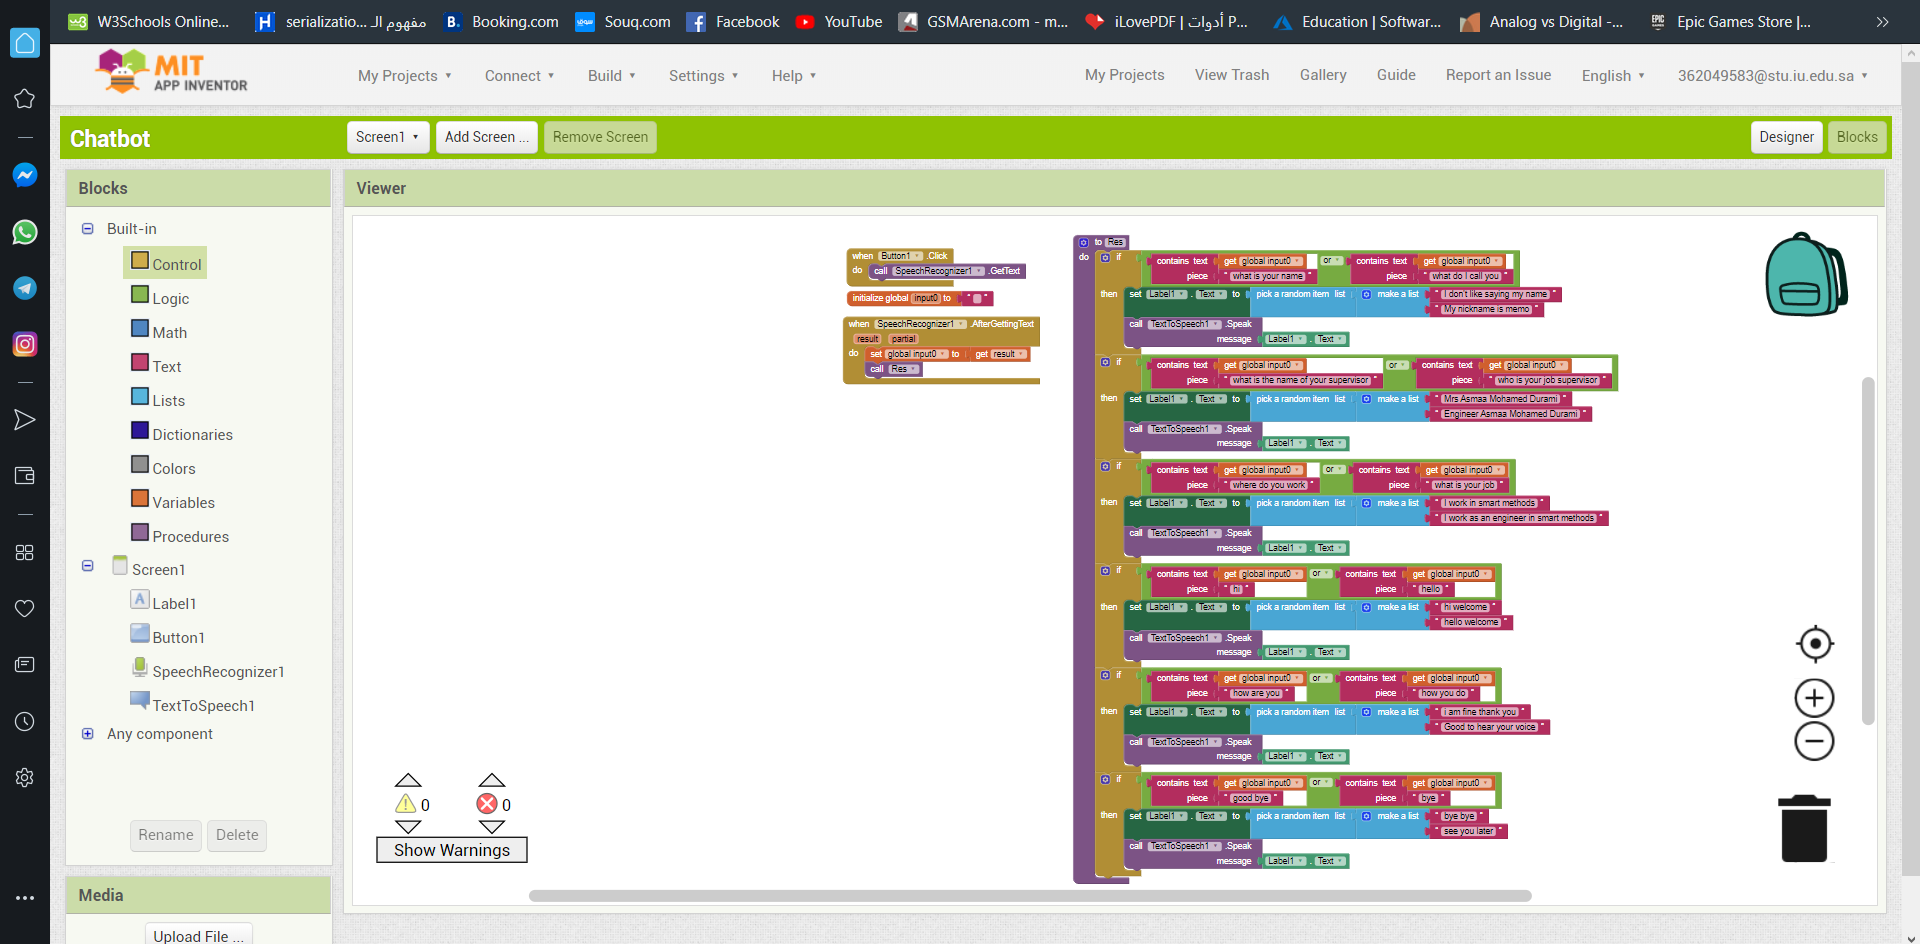 W3Schools Online...
serializatio... مفهوم الـ
Booking.com
Souq.com
Facebook
YouTube
GSMArena.com - m...
iLovePDF | أدوات P...
Education | Softwar...
Analog vs Digital -...
Epic Games Store |...
MIT
APP INVENTOR
My Projects
Connect
Build
Settings
Help
My Projects
View Trash
Gallery
Guide
Report an Issue
English
362049583@stu.iu.edu.sa
Chatbot
Screen1
Add Screen ...
Remove Screen
Designer
Blocks
Blocks
Built-in
Control
Logic
Math
Text
Lists
Dictionaries
Colors
Variables
Procedures
Screen1
Label1
Button1
SpeechRecognizer1
TextToSpeech1
Any component
Rename
Delete
Media
Upload File ...
Viewer
when Button1 .Click
do call SpeechRecognizer1 .GetText
initialize global input0 to " "
when SpeechRecognizer1 .AfterGettingText
result partial
do set global input0 to get result
call Res
0
0
Show Warnings
to Res
do if contains text get global input0 or contains text get global input0
piece " what is your name " piece " what do I call you "
then set Label1 . Text to pick a random item list make a list " I don't like saying my name "
" My nickname is memo "
call TextToSpeech1 .Speak
message Label1 . Text
if contains text get global input0 or contains text get global input0
piece " what is the name of your supervisor " piece " who is your job supervisor "
then set Label1 . Text to pick a random item list make a list " Mrs Asmaa Mohamed Durami "
" Engineer Asmaa Mohamed Durami "
call TextToSpeech1 .Speak
message Label1 . Text
if contains text get global input0 or contains text get global input0
piece " where do you work " piece " what is your job "
then set Label1 . Text to pick a random item list make a list " I work in smart methods "
" I work as an engineer in smart methods "
call TextToSpeech1 .Speak
message Label1 . Text
if contains text get global input0 or contains text get global input0
piece " hi " piece " hello "
then set Label1 . Text to pick a random item list make a list " hi welcome "
" hello welcome "
call TextToSpeech1 .Speak
message Label1 . Text
if contains text get global input0 or contains text get global input0
piece " how are you " piece " how you do "
then set Label1 . Text to pick a random item list make a list " i am fine thank you "
" Good to hear your voice "
call TextToSpeech1 .Speak
message Label1 . Text
if contains text get global input0 or contains text get global input0
piece " good bye " piece " bye "
then set Label1 . Text to pick a random item list make a list " bye bye "
" see you later "
call TextToSpeech1 .Speak
message Label1 . Text